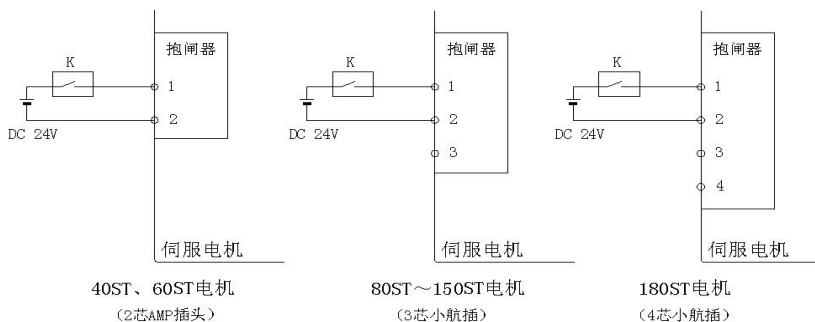 抱闸器
K
1
2
DC 24V
伺服电机
40ST、60ST电机
(2芯AMP插头)
抱闸器
K
1
2
3
DC 24V
伺服电机
80ST～150ST电机
(3芯小航插)
抱闸器
K
1
2
3
4
DC 24V
伺服电机
180ST电机
(4芯小航插)